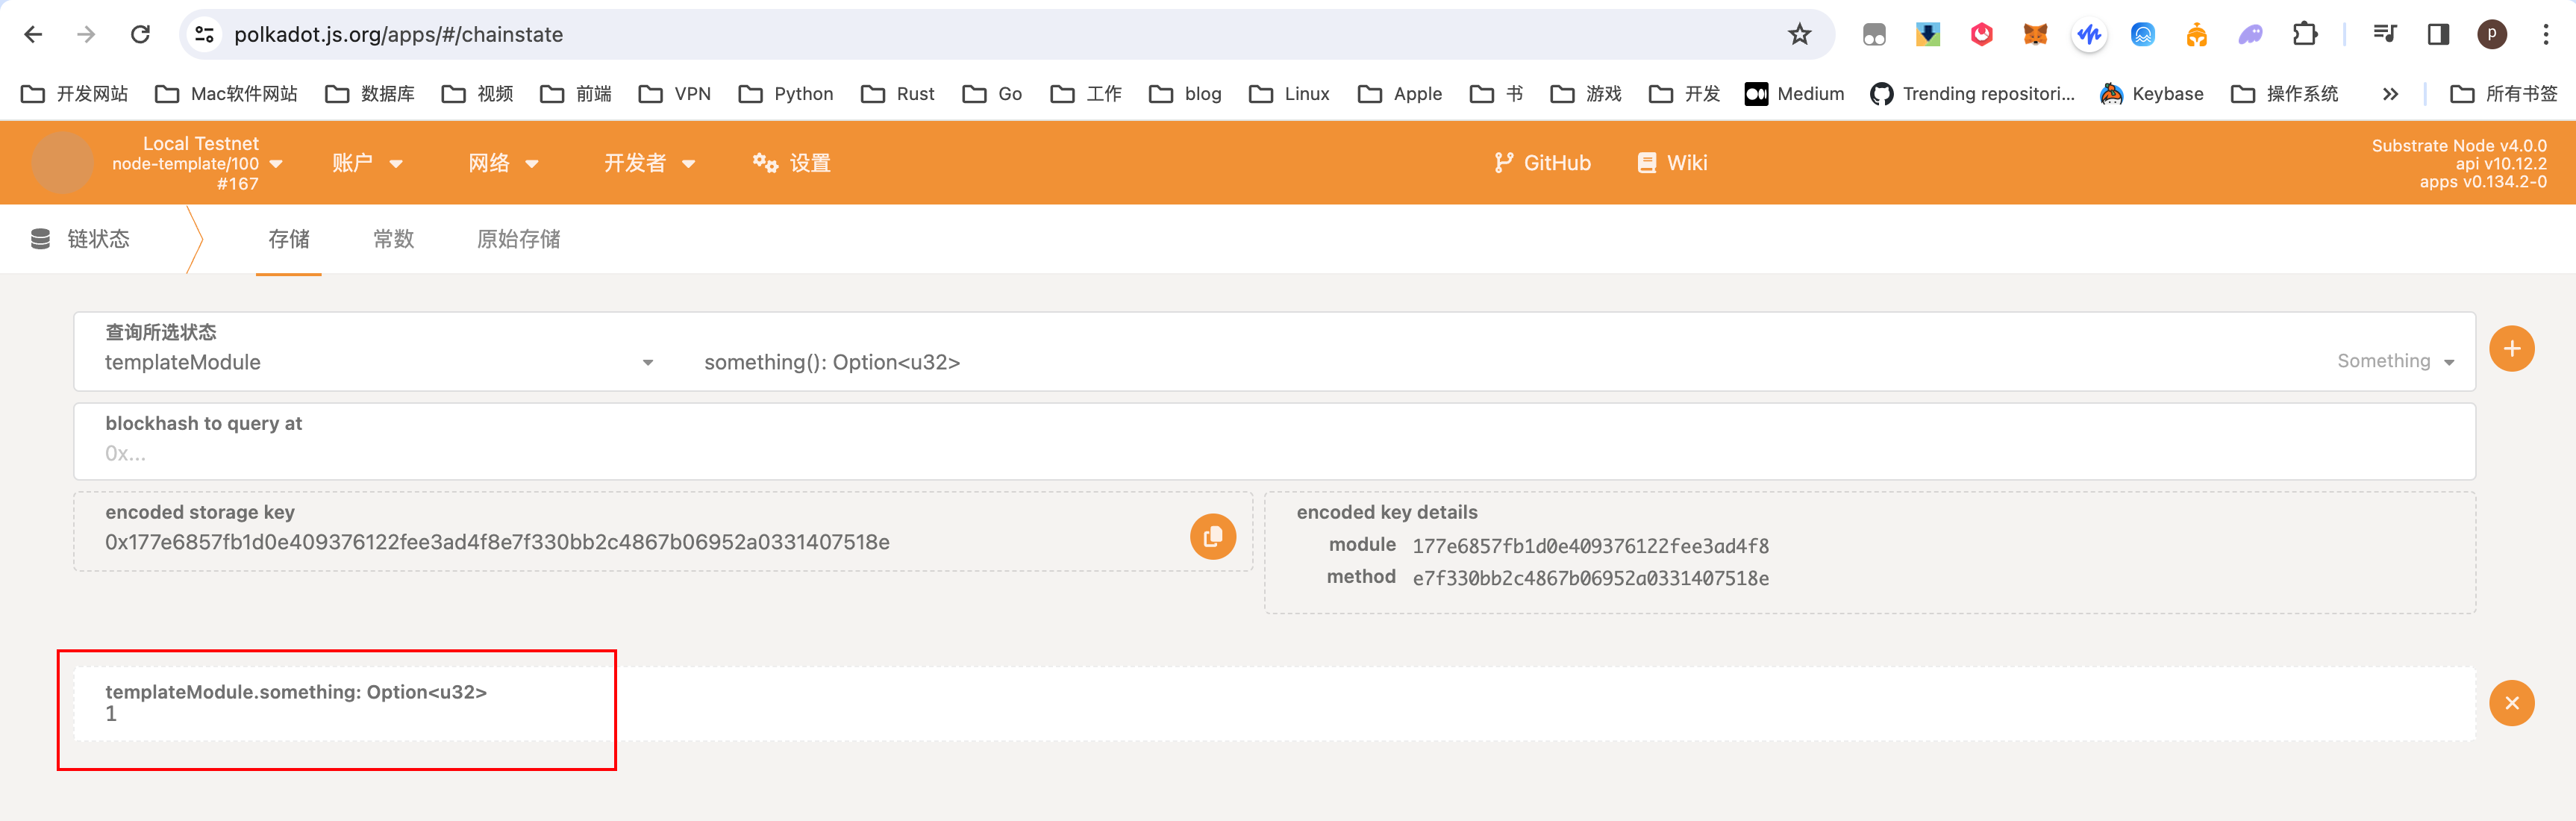 polkadot.js.org/apps/#/chainstate
P
开发网站 Mac软件网站 数据库 视频 前端 VPN Python Rust Go 工作 blog Linux Apple 书 游戏 开发 Medium Trending repositori... Keybase 操作系统 » 所有书签
Local Testnet
node-template/100
#167
账户 网络 开发者 设置 GitHub Wiki
Substrate Node v4.0.0
api v10.12.2
apps v0.134.2-0
链状态 存储 常数 原始存储
查询所选状态
templateModule something(): Option<u32> Something
blockhash to query at
0x...
encoded storage key
0x177e6857fb1d0e409376122fee3ad4f8e7f330bb2c4867b06952a0331407518e
encoded key details
module 177e6857fb1d0e409376122fee3ad4f8
method e7f330bb2c4867b06952a0331407518e
templateModule.something: Option<u32>
1